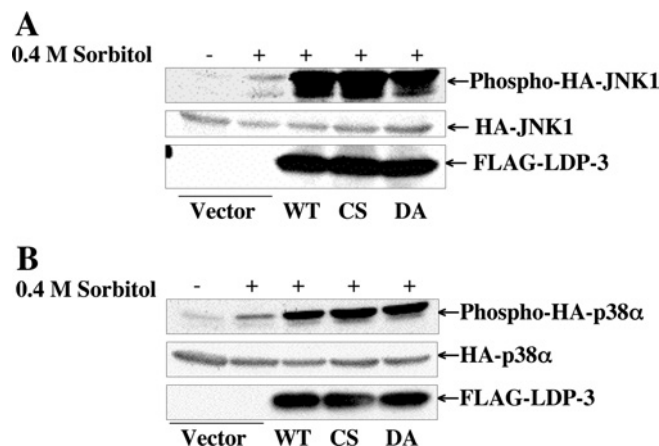 A
0.4 M Sorbitol - + + + +
Phospho-HA-JNK1
HA-JNK1
FLAG-LDP-3
Vector WT CS DA
B
0.4 M Sorbitol - + + + +
Phospho-HA-p38α
HA-p38α
FLAG-LDP-3
Vector WT CS DA